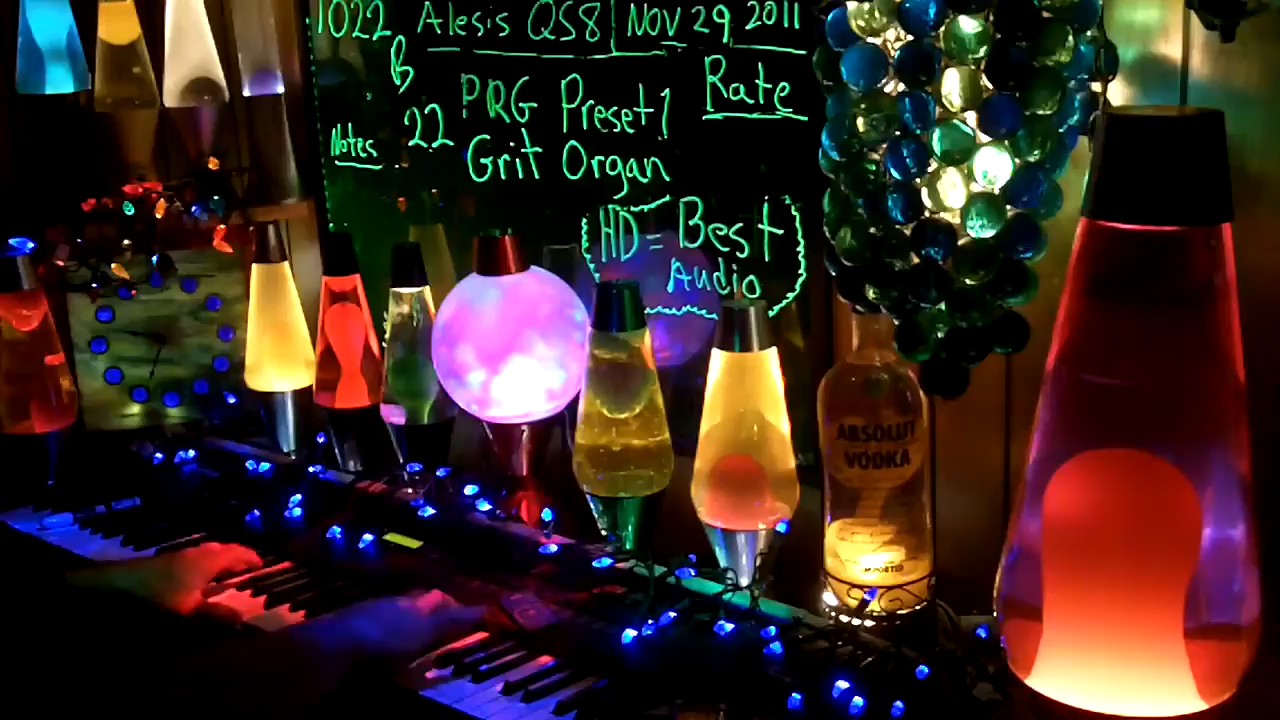 1022 Alesis QS8 | Nov 29, 2011
B
PRG Preset 1
Rate
Notes
22
Grit Organ
HD = Best
Audio
ABSOLUT
VODKA
IMPORTED